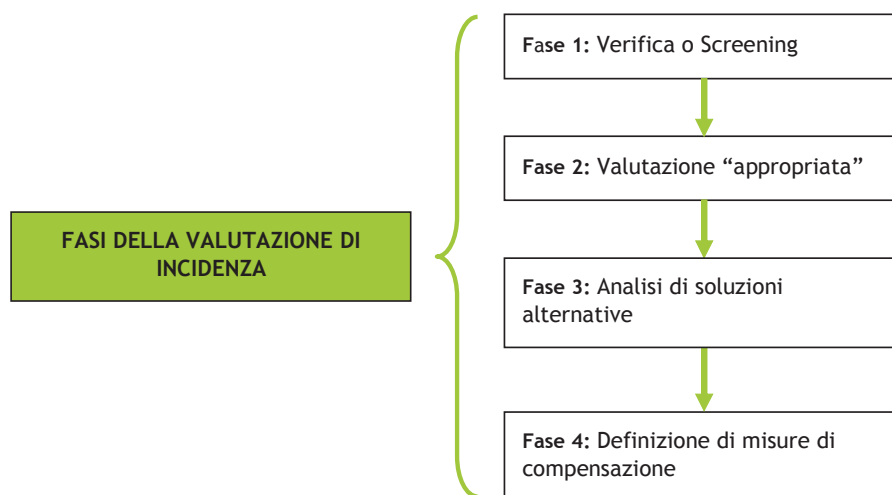 FASI DELLA VALUTAZIONE DI
INCIDENZA
Fase 1: Verifica o Screening
Fase 2: Valutazione “appropriata”
Fase 3: Analisi di soluzioni
alternative
Fase 4: Definizione di misure di
compensazione